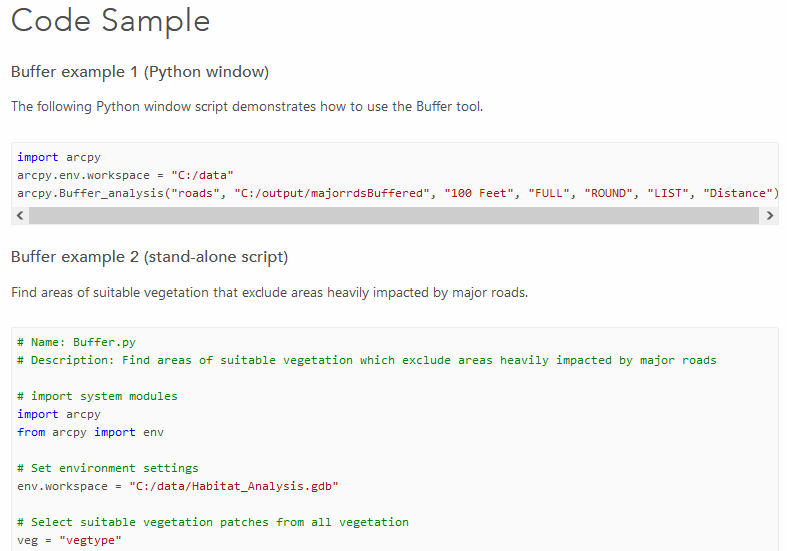 Code Sample
Buffer example 1 (Python window)
The following Python window script demonstrates how to use the Buffer tool.
import arcpy
arcpy.env.workspace = "C:/data"
arcpy.Buffer_analysis("roads", "C:/output/majorrdsBuffered", "100 Feet", "FULL", "ROUND", "LIST", "Distance")
Buffer example 2 (stand-alone script)
Find areas of suitable vegetation that exclude areas heavily impacted by major roads.
# Name: Buffer.py
# Description: Find areas of suitable vegetation which exclude areas heavily impacted by major roads
# import system modules
import arcpy
from arcpy import env
# Set environment settings
env.workspace = "C:/data/Habitat_Analysis.gdb"
# Select suitable vegetation patches from all vegetation
veg = "vegtype"